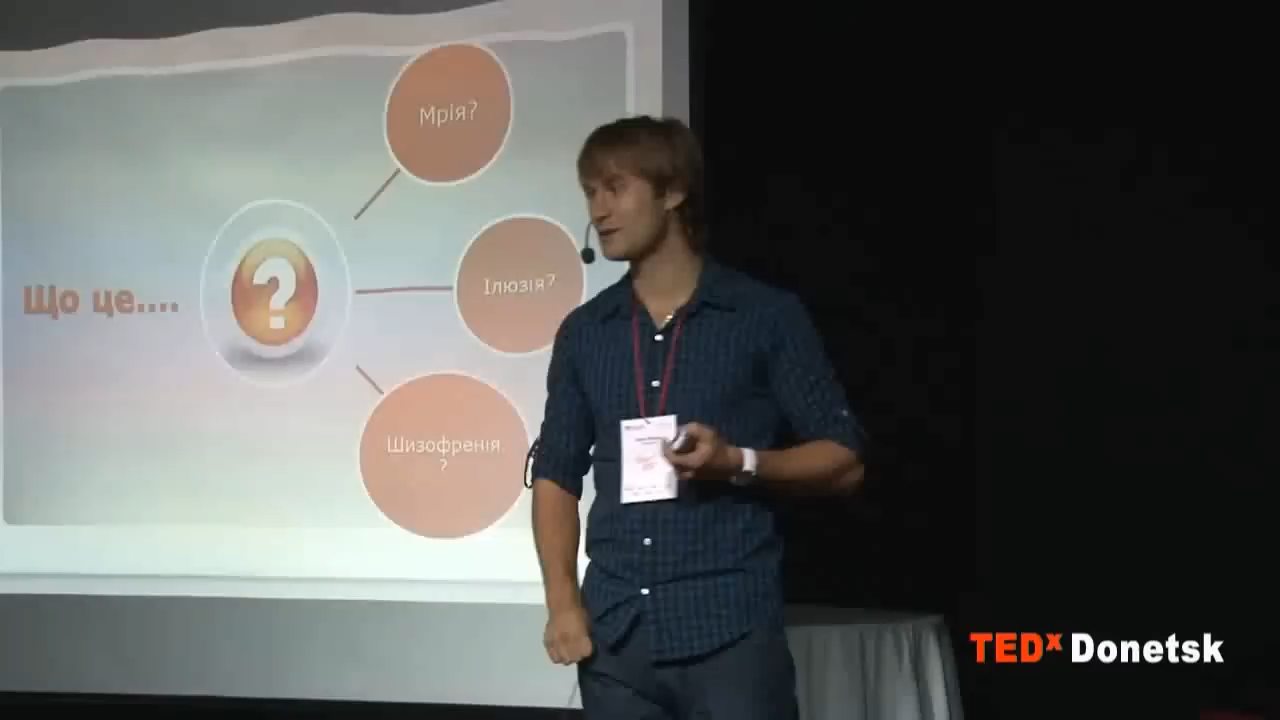 Мрія?
Що це....
?
Ілюзія?
Шизофренія
?
TEDx Donetsk